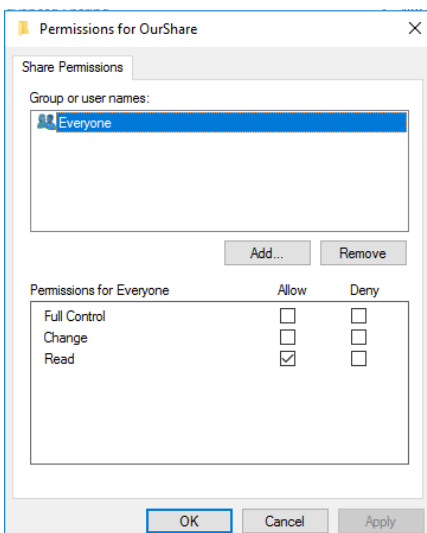 Permissions for OurShare
Share Permissions
Group or user names:
Everyone
Add... Remove
Permissions for Everyone Allow Deny
Full Control
Change
Read
OK Cancel Apply